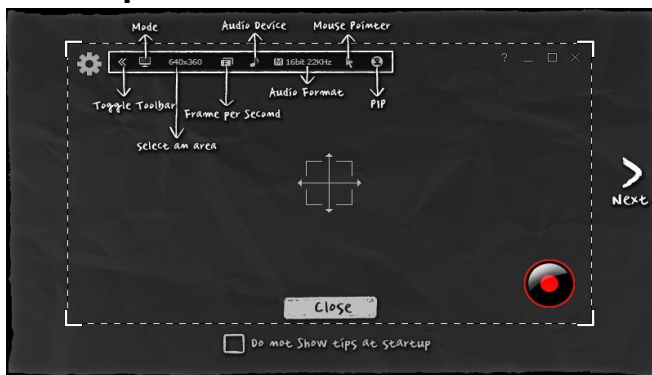 Mode
Audio Device
Mouse Pointer
640x360
M 16bit 22KHz
?
Toggle Toolbar
Frame per Second
Audio Format
PIP
Select an area
Next
Close
Do not Show tips at startup